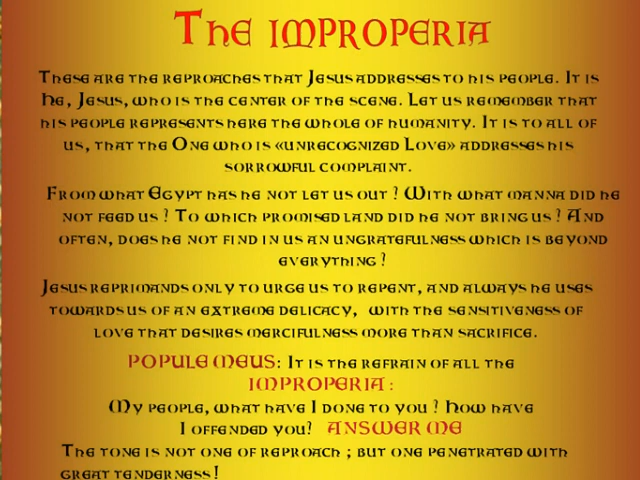 The IMPROPERIA
These are the reproaches that Jesus addresses to his people. It is
He, Jesus, who is the center of the scene. Let us remember that
his people represents here the whole of humanity. It is to all of
us, that the One who is «unrecognized Love» addresses his
sorrowful complaint.
From what Egypt has he not let us out ? With what manna did he
not feed us ? To which promised land did he not bring us ? And
often, does he not find in us an ungratefulness which is beyond
everything ?
Jesus reprimands only to urge us to repent, and always he uses
towards us of an extreme delicacy, with the sensitiveness of
love that desires mercifulness more than sacrifice.
POPULE MEUS: It is the refrain of all the
IMPROPERIA :
My people, what have I done to you ? How have
I offended you? ANSWER ME
The tone is not one of reproach ; but one penetrated with
great tenderness !